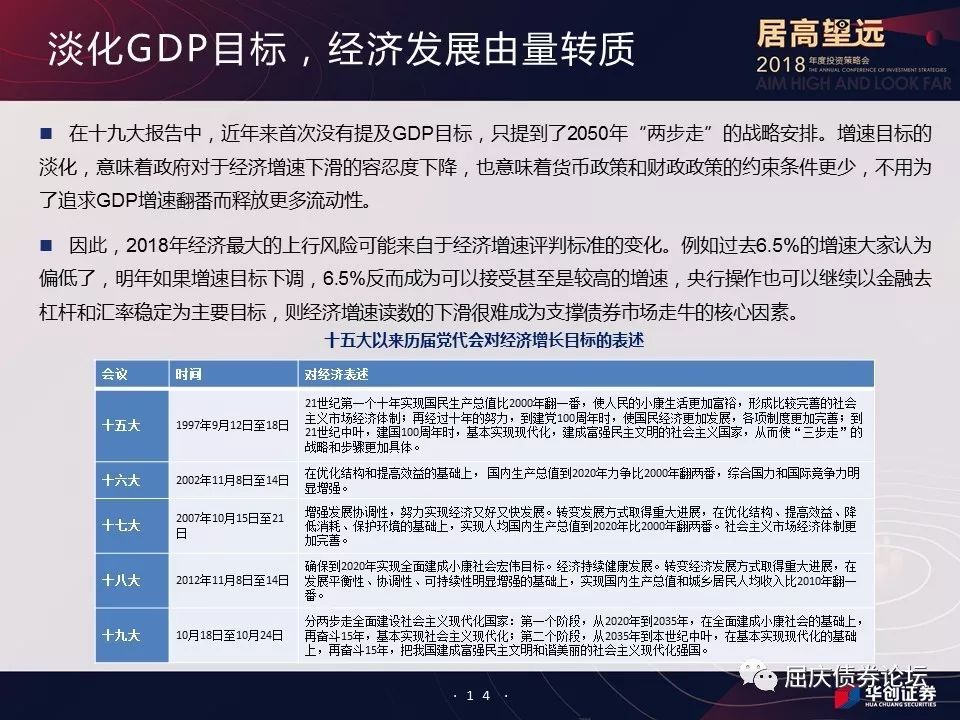 淡化GDP目标，经济发展由量转质
居高望远
2018 年度投资策略会
THE ANNUAL CONFERENCE OF INVESTMENT STRATEGIES
AIM HIGH AND LOOK FAR
■ 在十九大报告中，近年来首次没有提及GDP目标，只提到了2050年“两步走”的战略安排。增速目标的
淡化，意味着政府对于经济增速下滑的容忍度下降，也意味着货币政策和财政政策的约束条件更少，不用为
了追求GDP增速翻番而释放更多流动性。
■ 因此，2018年经济最大的上行风险可能来自于经济增速评判标准的变化。例如过去6.5%的增速大家认为
偏低了，明年如果增速目标下调，6.5%反而成为可以接受甚至是较高的增速，央行操作也可以继续以金融去
杠杆和汇率稳定为主要目标，则经济增速读数的下滑很难成为支撑债券市场走牛的核心因素。
十五大以来历届党代会对经济增长目标的表述
会议 时间 对经济表述
十五大 1997年9月12日至18日 21世纪第一个十年实现国民生产总值比2000年翻一番，使人民的小康生活更加富裕，形成比较完善的社会
主义市场经济体制；再经过十年的努力，到建党100周年时，使国民经济更加发展，各项制度更加完善；到
21世纪中叶，建国100周年时，基本实现现代化，建成富强民主文明的社会主义国家，从而使“三步走”的
战略和步骤更加具体。
十六大 2002年11月8日至14日 在优化结构和提高效益的基础上， 国内生产总值到2020年力争比2000年翻两番，综合国力和国际竞争力明
显增强。
十七大 2007年10月15日至21
日
增强发展协调性，努力实现经济又好又快发展。转变发展方式取得重大进展，在优化结构、提高效益、降
低消耗、保护环境的基础上，实现人均国内生产总值到2020年比2000年翻两番。社会主义市场经济体制更
加完善。
十八大 2012年11月8日至14日 确保到2020年实现全面建成小康社会宏伟目标。经济持续健康发展。转变经济发展方式取得重大进展，在
发展平衡性、协调性、可持续性明显增强的基础上，实现国内生产总值和城乡居民人均收入比2010年翻一
番。
十九大 10月18日至10月24日 分两步走全面建设社会主义现代化国家：第一个阶段，从2020年到2035年，在全面建成小康社会的基础上，
再奋斗15年，基本实现社会主义现代化；第二个阶段，从2035年到本世纪中叶，在基本实现现代化的基础
上，再奋斗15年，把我国建成富强民主文明和谐美丽的社会主义现代化强国。
· 14 ·
屈庆债券论坛
华创证券
HUA CHUANG SECURITIES